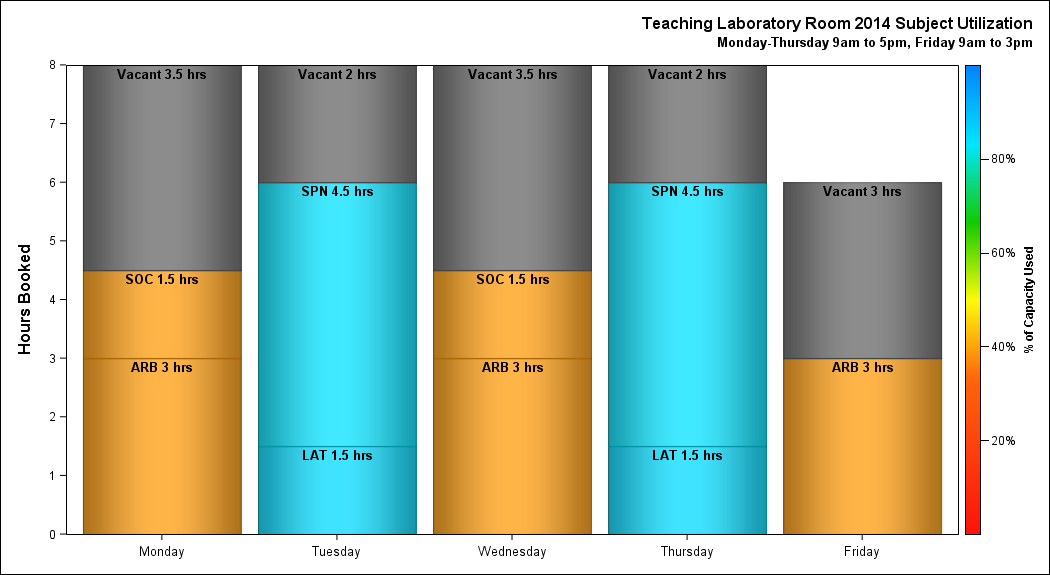 Teaching Laboratory Room 2014 Subject Utilization
Monday-Thursday 9am to 5pm, Friday 9am to 3pm
Hours Booked
8
7
6
5
4
3
2
1
0
Vacant 3.5 hrs
SOC 1.5 hrs
ARB 3 hrs
Vacant 2 hrs
SPN 4.5 hrs
LAT 1.5 hrs
Vacant 3.5 hrs
SOC 1.5 hrs
ARB 3 hrs
Vacant 2 hrs
SPN 4.5 hrs
LAT 1.5 hrs
Vacant 3 hrs
ARB 3 hrs
Monday
Tuesday
Wednesday
Thursday
Friday
80%
60%
40%
20%
% of Capacity Used